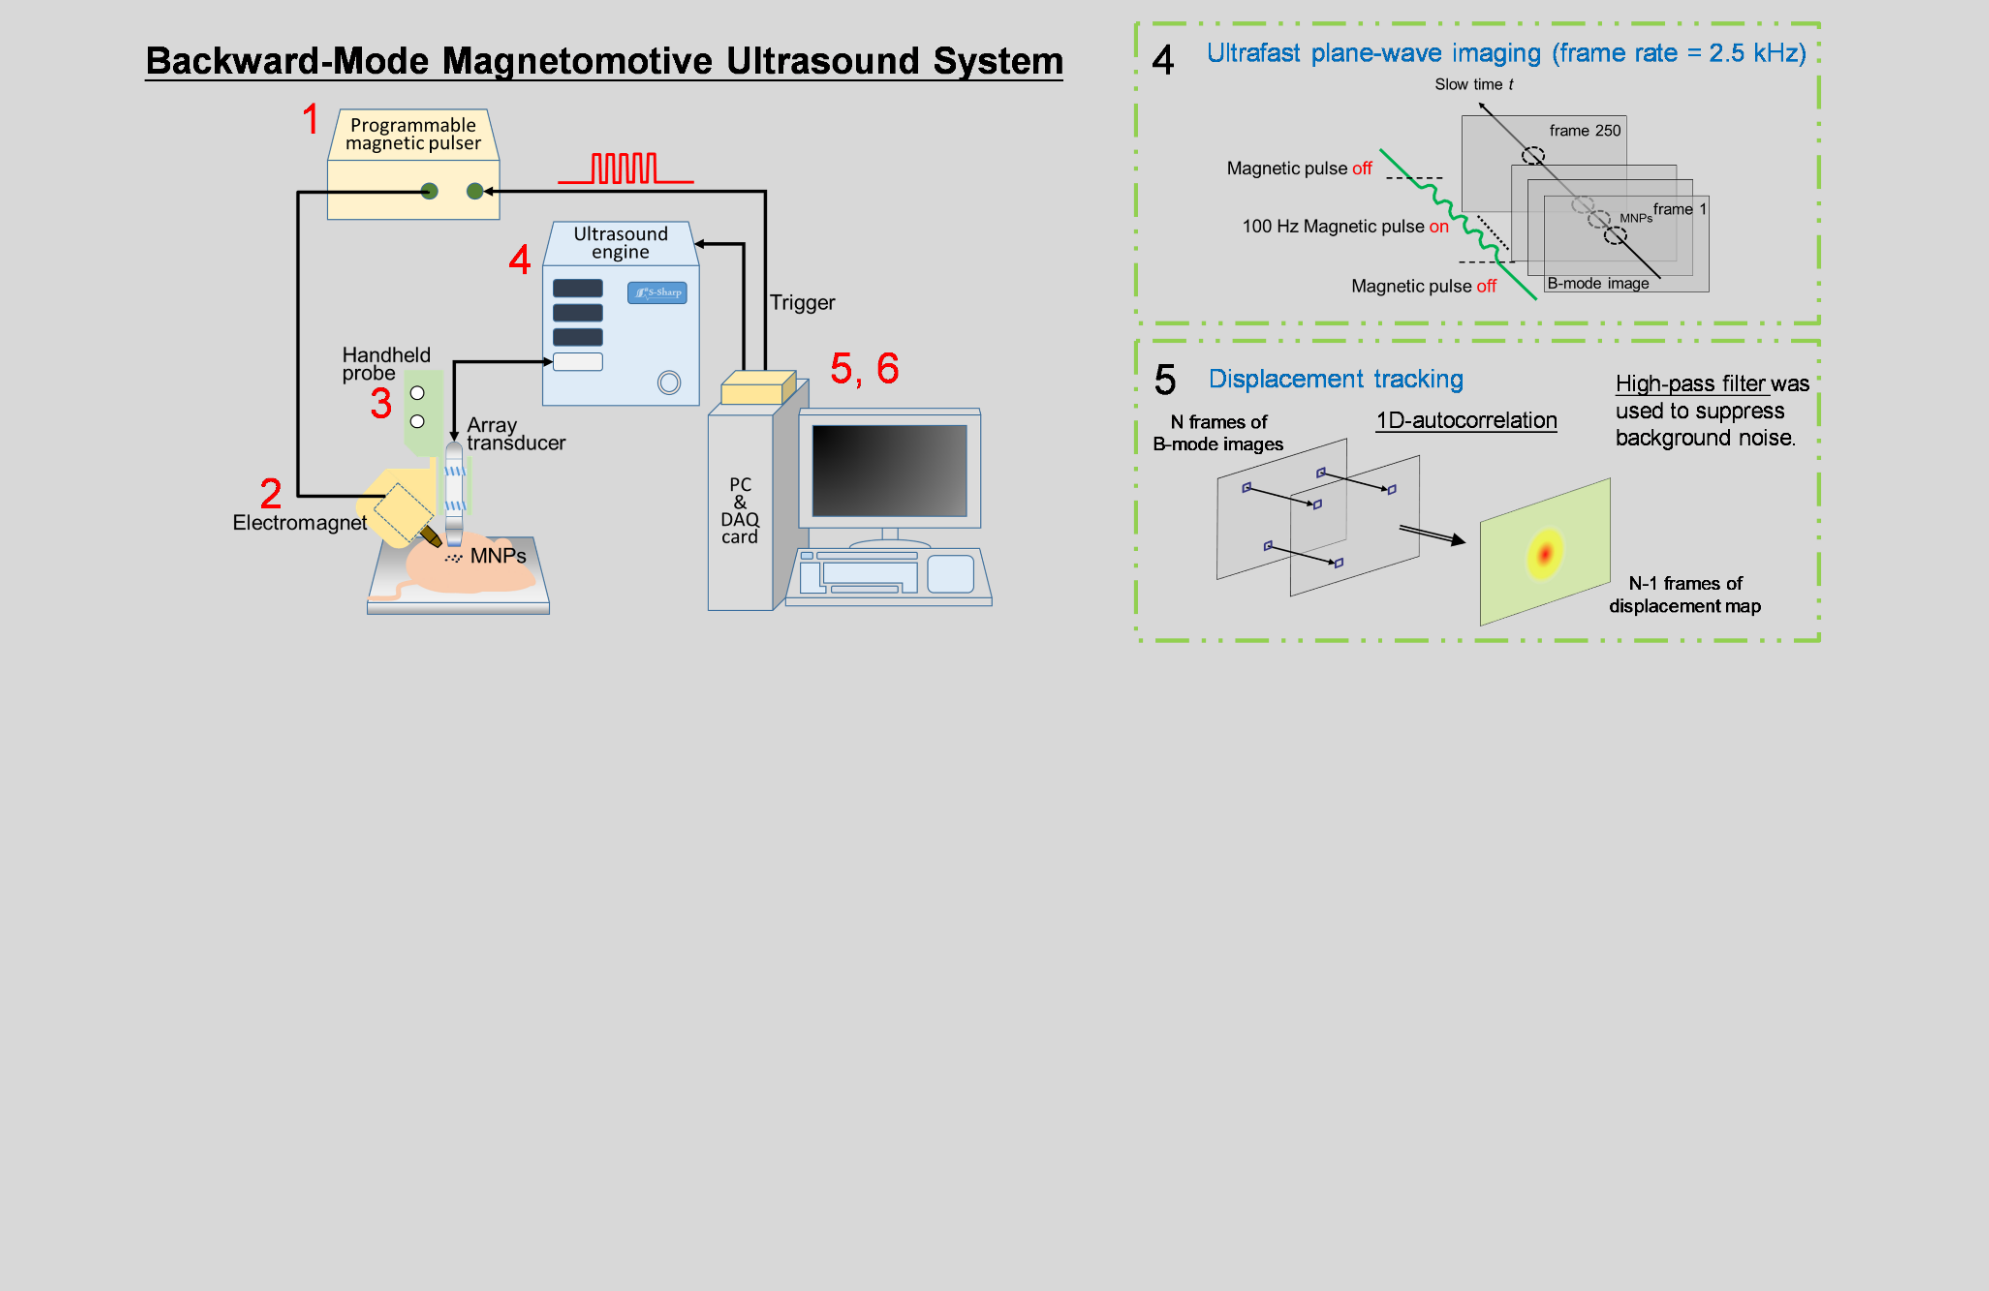 Backward-Mode Magnetomotive Ultrasound System
1
Programmable
magnetic pulser
4
Ultrasound
engine
S-Sharp
Trigger
5, 6
Handheld
probe
3
Array
transducer
2
Electromagnet
MNPs
PC
&
DAQ
card
4
Ultrafast plane-wave imaging (frame rate = 2.5 kHz)
Slow time t
frame 250
Magnetic pulse off
frame 1
MNPs
100 Hz Magnetic pulse on
Magnetic pulse off
B-mode image
5
Displacement tracking
High-pass filter was
used to suppress
background noise.
N frames of
B-mode images
1D-autocorrelation
N-1 frames of
displacement map